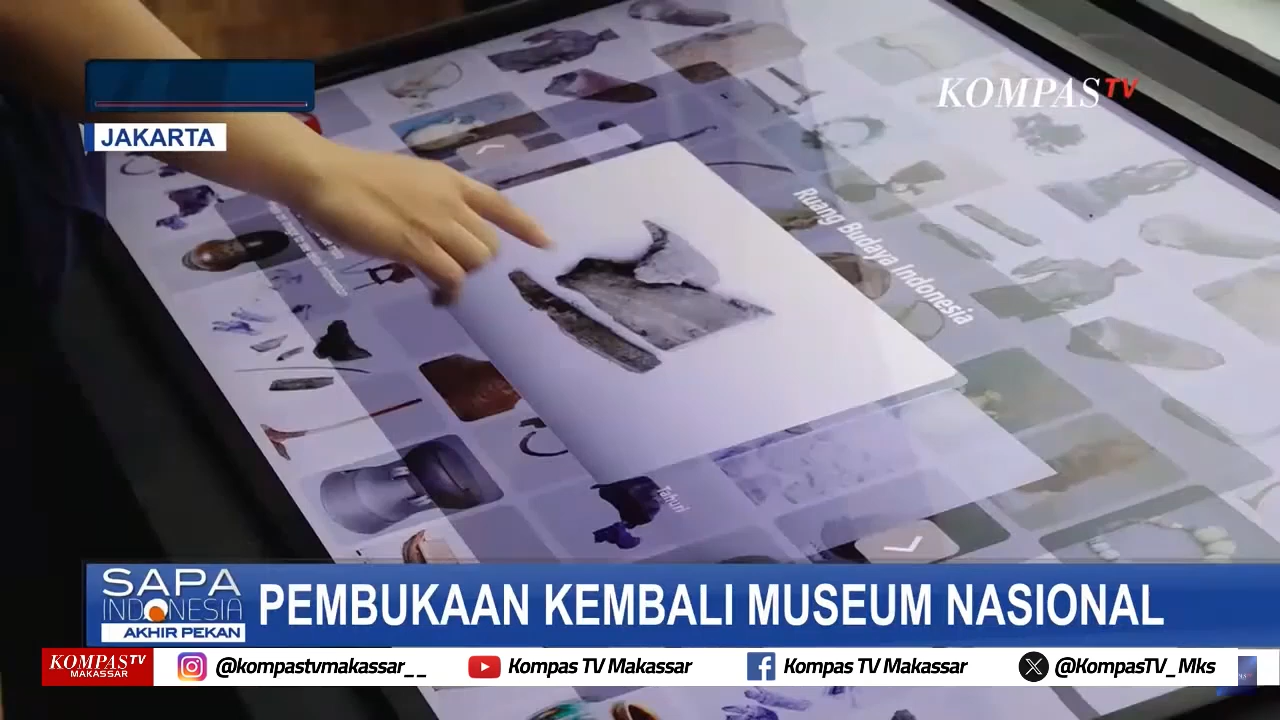 KOMPASTV
JAKARTA
Ruang Budaya Indonesia
Tahuri
SAPA
INDONESIA
AKHIR PEKAN
PEMBUKAAN KEMBALI MUSEUM NASIONAL
KOMPASTV
MAKASSAR
@kompastvmakassar__
Kompas TV Makassar
Kompas TV Makassar
@KompasTV_Mks